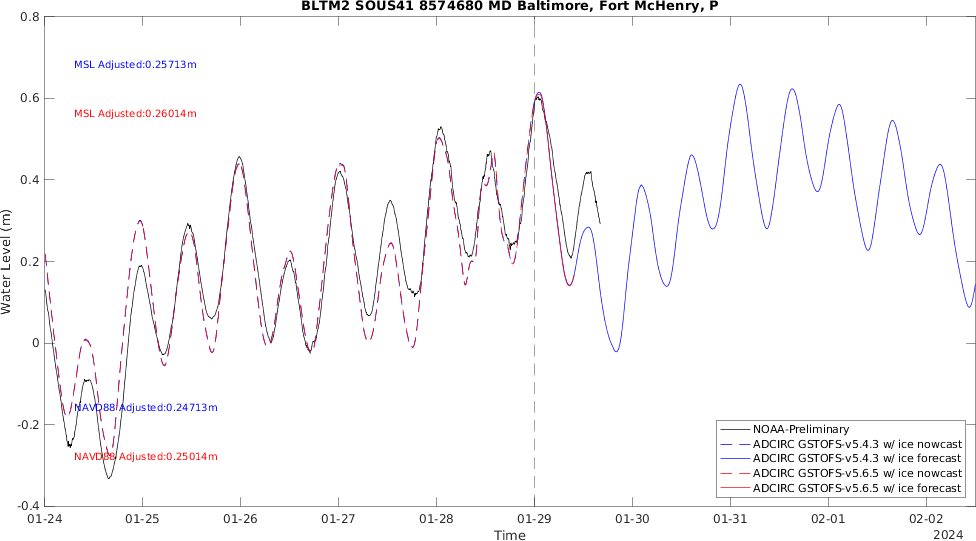 BLTM2 SOUS41 8574680 MD Baltimore, Fort McHenry, P
0.8
MSL Adjusted:0.25713m
0.6
MSL Adjusted:0.26014m
0.4
Water Level (m)
0.2
0
-0.2
NAVD88 Adjusted:0.24713m
NAVD88 Adjusted:0.25014m
-0.4
NOAA-Preliminary
ADCIRC GSTOFS-v5.4.3 w/ ice nowcast
ADCIRC GSTOFS-v5.4.3 w/ ice forecast
ADCIRC GSTOFS-v5.6.5 w/ ice nowcast
ADCIRC GSTOFS-v5.6.5 w/ ice forecast
01-24 01-25 01-26 01-27 01-28 01-29 01-30 01-31 02-01 02-02
Time
2024